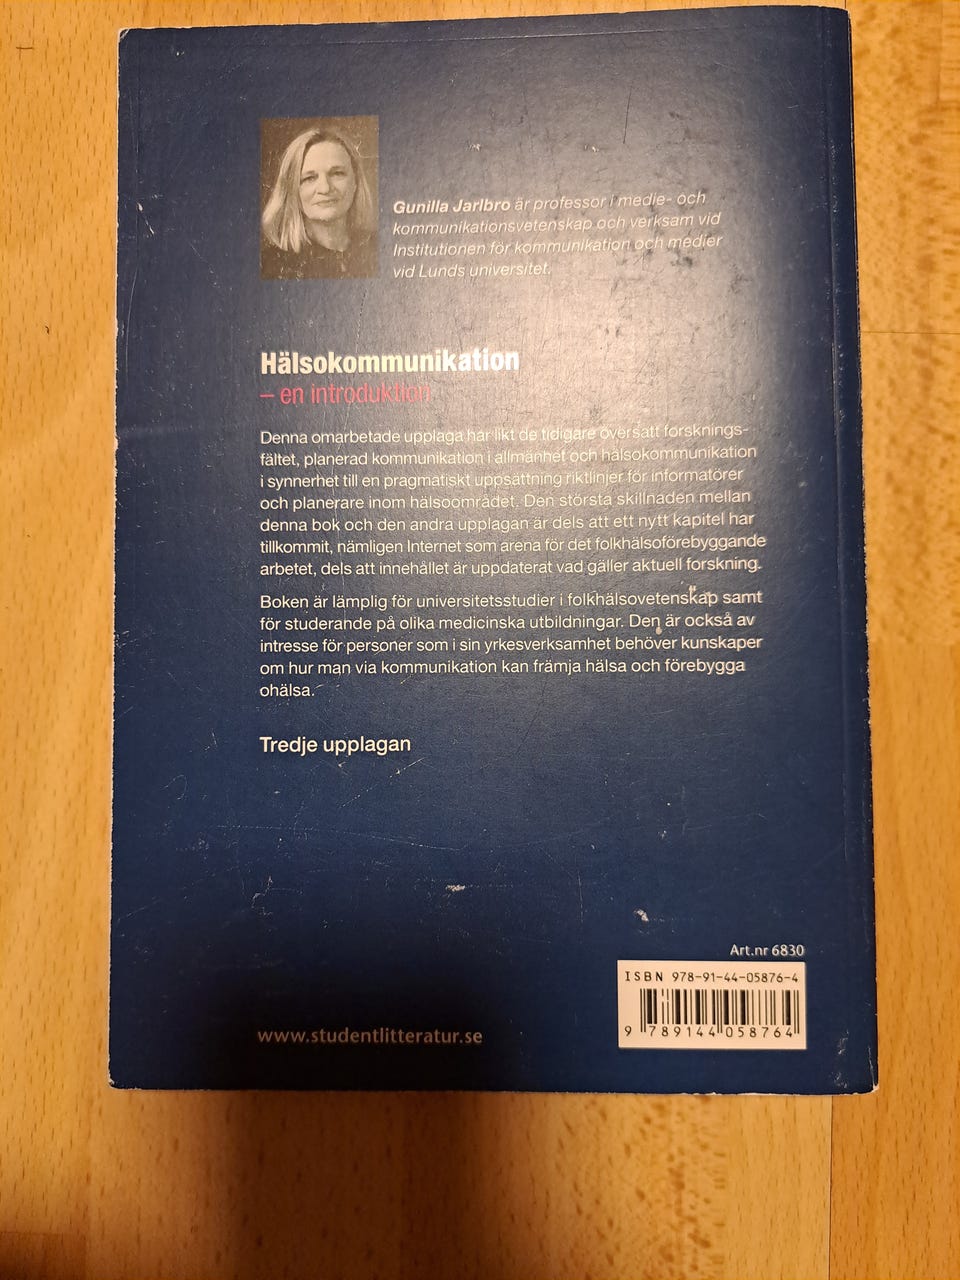 Gunilla Jarlbro är professor i medie- och
kommunikationsvetenskap och verksam vid
Institutionen för kommunikation och medier
vid Lunds universitet.
Hälsokommunikation
– en introduktion
Denna omarbetade upplaga har likt de tidigare översatt forsknings-
fältet, planerad kommunikation i allmänhet och hälsokommunikation
i synnerhet till en pragmatiskt uppsättning riktlinjer för informatörer
och planerare inom hälsoområdet. Den största skillnaden mellan
denna bok och den andra upplagan är dels att ett nytt kapitel har
tillkommit, nämligen Internet som arena för det folkhälsoförebyggande
arbetet, dels att innehållet är uppdaterat vad gäller aktuell forskning.
Boken är lämplig för universitetsstudier i folkhälsovetenskap samt
för studerande på olika medicinska utbildningar. Den är också av
intresse för personer som i sin yrkesverksamhet behöver kunskaper
om hur man via kommunikation kan främja hälsa och förebygga
ohälsa.
Tredje upplagan
Art.nr 6830
ISBN 978-91-44-05876-4
9 789144 058764
www.studentlitteratur.se